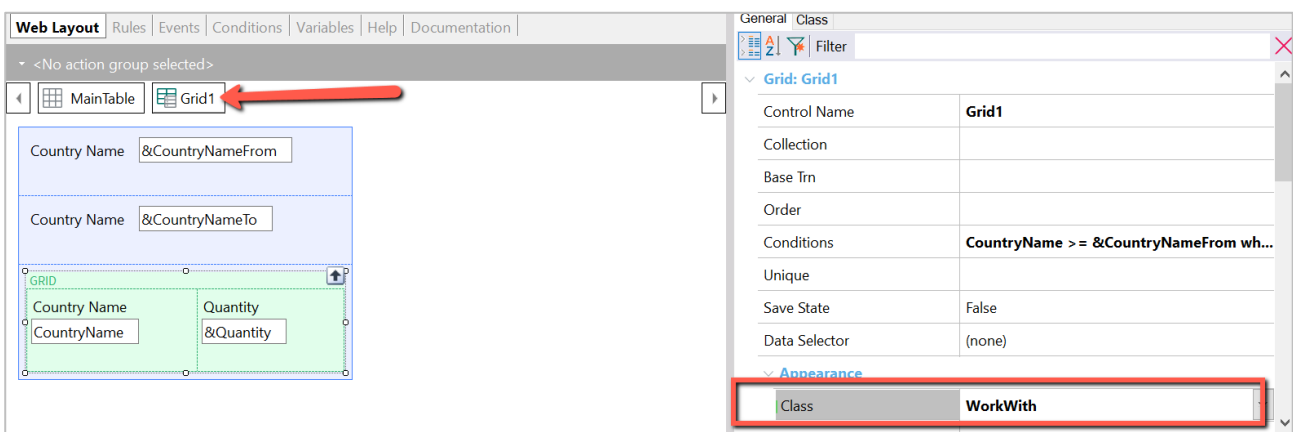 Web Layout Rules Events Conditions Variables Help Documentation
<No action group selected>
MainTable Grid1
Country Name &CountryNameFrom
Country Name &CountryNameTo
GRID
Country Name Quantity
CountryName &Quantity
General Class
Filter
Grid: Grid1
Control Name Grid1
Collection
Base Trn
Order
Conditions CountryName >= &CountryNameFrom wh...
Unique
Save State False
Data Selector (none)
Appearance
Class WorkWith